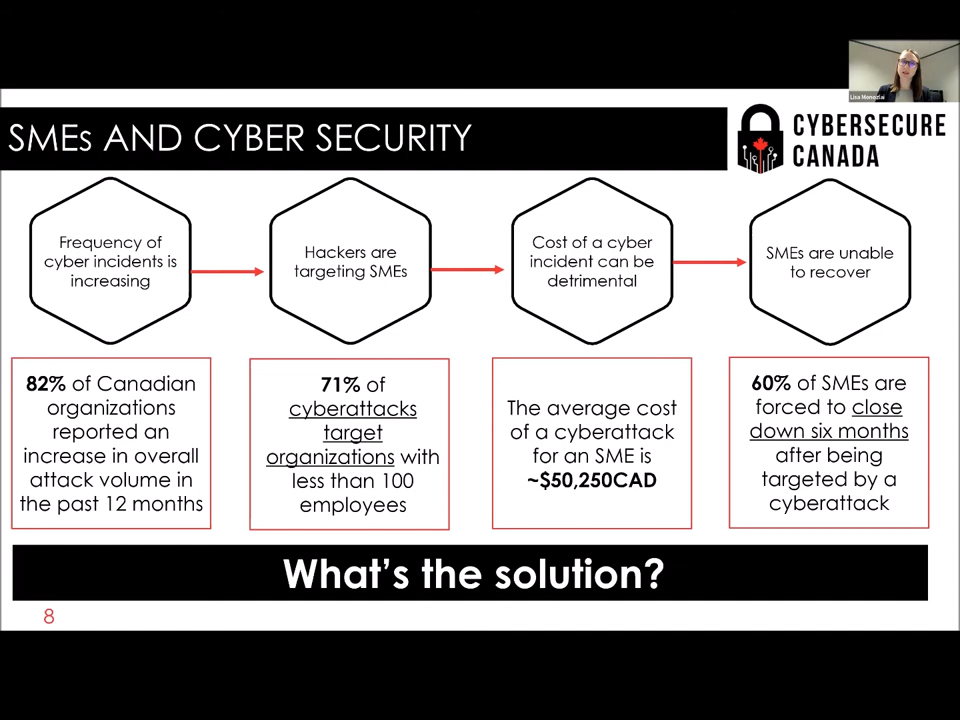 Lisa Menozlai
SMEs AND CYBER SECURITY
CYBERSECURE
CANADA
Frequency of
cyber incidents is
increasing
Hackers are
targeting SMEs
Cost of a cyber
incident can be
detrimental
SMEs are unable
to recover
82% of Canadian
organizations
reported an
increase in overall
attack volume in
the past 12 months
71% of
cyberattacks
target
organizations with
less than 100
employees
The average cost
of a cyberattack
for an SME is
~$50,250CAD
60% of SMEs are
forced to close
down six months
after being
targeted by a
cyberattack
What's the solution?
8